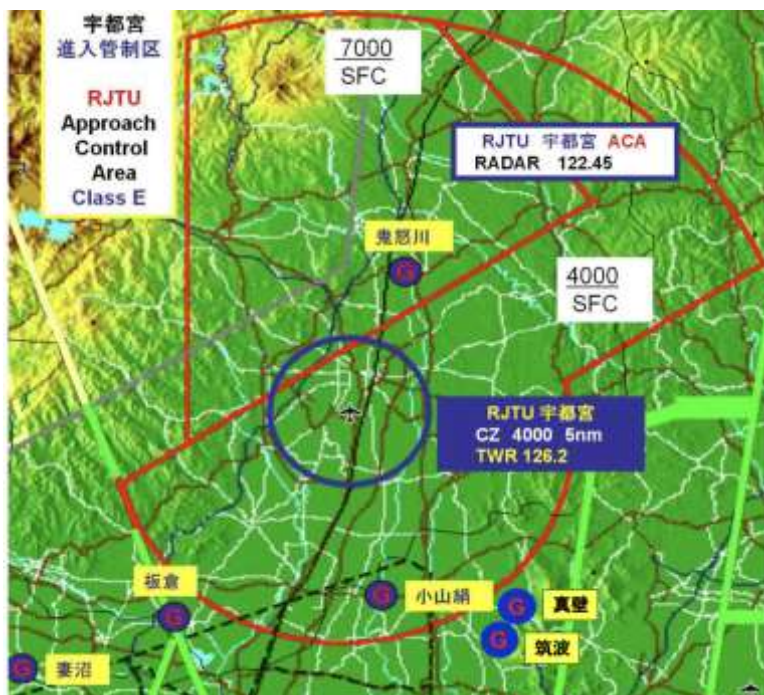 宇都宮
進入管制区
RJTU
Approach
Control
Area
Class E
7000
SFC
RJTU 宇都宮 ACA
RADAR 122.45
鬼怒川
G
4000
SFC
RJTU 宇都宮
CZ 4000 5nm
TWR 126.2
板倉
G
G
小山絹
G
真壁
G
筑波
G
妻沼